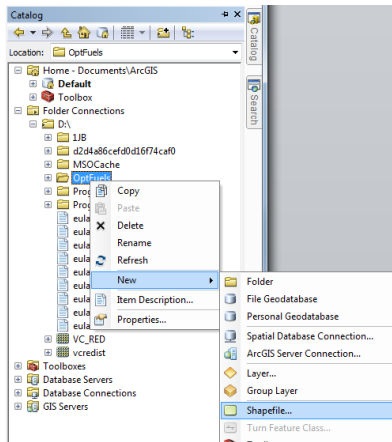 Catalog
Location: OptFuels
Home - Documents\ArcGIS
Default
Toolbox
Folder Connections
D:\
1JB
d2d4a86cefd0d16f74caf0
MSOCache
OptFuels
Prog
Prog
eula
eula
eula
eula
eula
eula
eula
eula
eula
VC_RED
vcredist
Toolboxes
Database Servers
Database Connections
GIS Servers
Copy
Paste
Delete
Rename
Refresh
New
Item Description...
Properties...
Folder
File Geodatabase
Personal Geodatabase
Spatial Database Connection...
ArcGIS Server Connection...
Layer...
Group Layer
Shapefile...
Turn Feature Class...
Catalog
Search